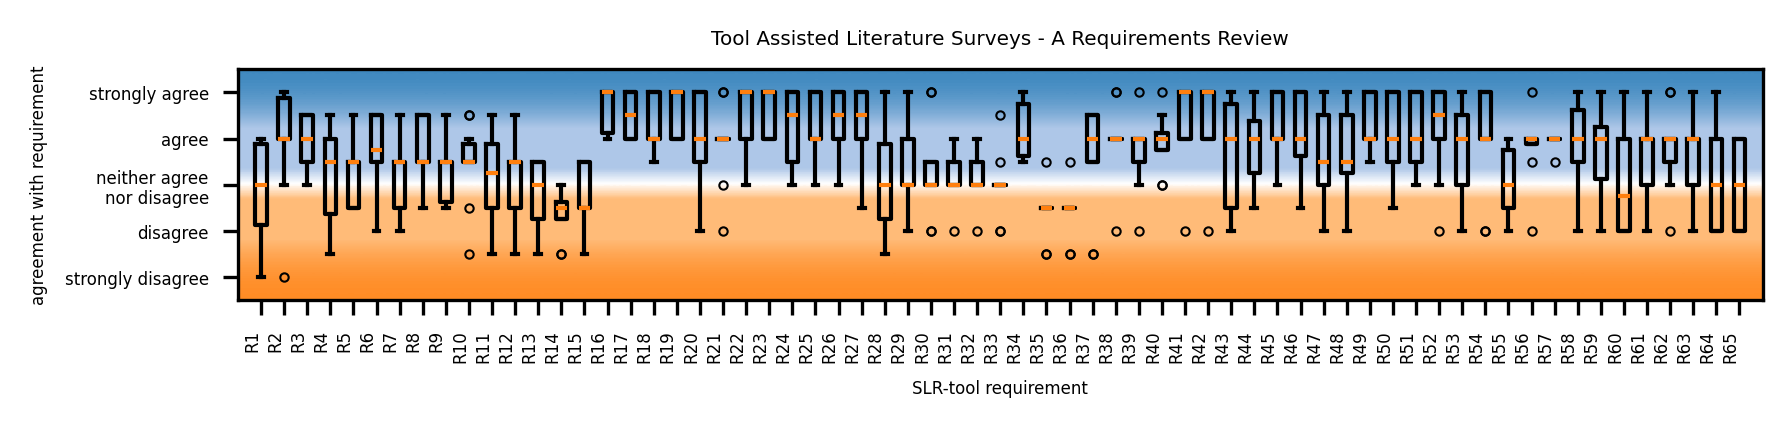 Tool Assisted Literature Surveys - A Requirements Review
agreement with requirement
strongly agree
agree
neither agree
nor disagree
disagree
strongly disagree
R1 R2 R3 R4 R5 R6 R7 R8 R9 R10 R11 R12 R13 R14 R15 R16 R17 R18 R19 R20 R21 R22 R23 R24 R25 R26 R27 R28 R29 R30 R31 R32 R33 R34 R35 R36 R37 R38 R39 R40 R41 R42 R43 R44 R45 R46 R47 R48 R49 R50 R51 R52 R53 R54 R55 R56 R57 R58 R59 R60 R61 R62 R63 R64 R65
SLR-tool requirement